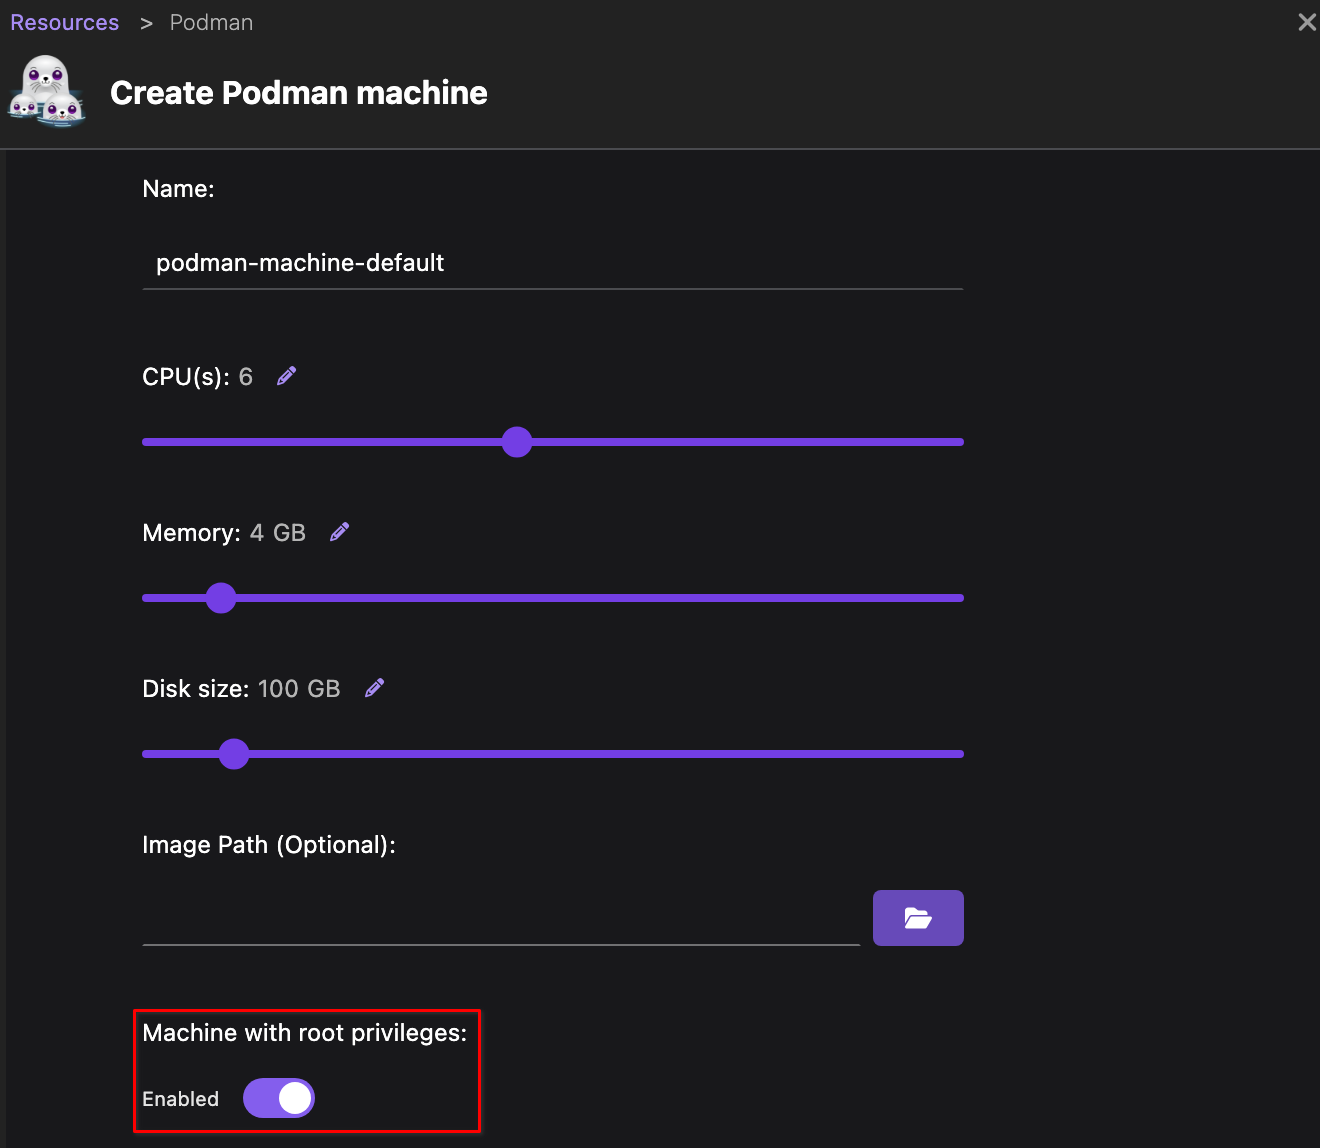 Resources > Podman
Create Podman machine
Name:
podman-machine-default
CPU(s): 6
Memory: 4 GB
Disk size: 100 GB
Image Path (Optional):
Machine with root privileges:
Enabled